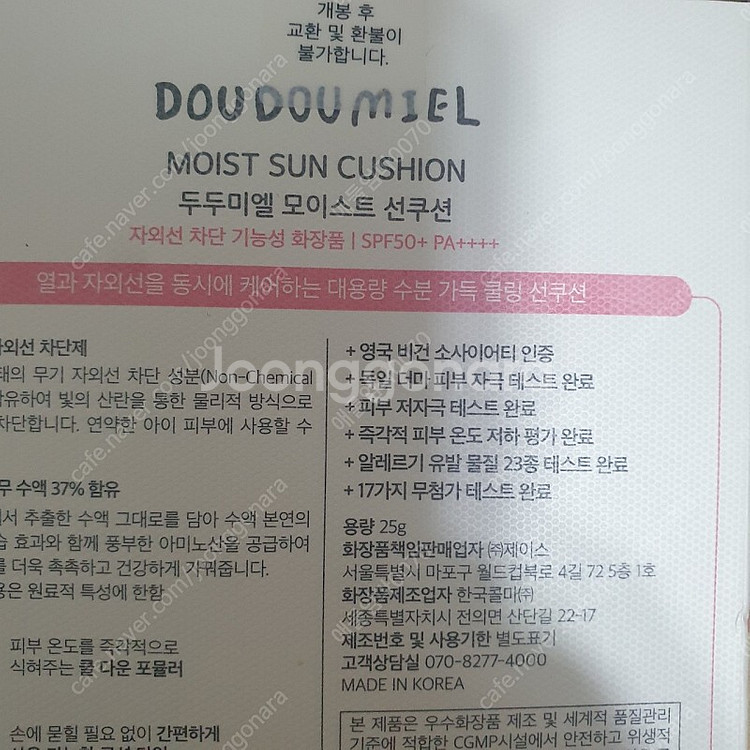 개봉 후
교환 및 환불이
불가합니다.
DOUDOUMIEL
MOIST SUN CUSHION
두두미엘 모이스트 선쿠션
자외선 차단 기능성 화장품 | SPF50+ PA++++
열과 자외선을 동시에 케어하는 대용량 수분 가득 쿨링 선쿠션
외선 차단제
태의 무기 자외선 차단 성분(Non-Chemical
유하여 빛의 산란을 통한 물리적 방식으로
차단합니다. 연약한 아이 피부에 사용할 수
무 수액 37% 함유
서 추출한 수액 그대로를 담아 수액 본연의
습 효과와 함께 풍부한 아미노산을 공급하여
를 더욱 촉촉하고 건강하게 가꿔줍니다.
용은 원료적 특성에 한함
피부 온도를 즉각적으로
식혀주는 쿨 다운 포뮬러
손에 묻힐 필요 없이 간편하게
+ 영국 비건 소사이어티 인증
+ 독일 더마 피부 자극 테스트 완료
+ 피부 저자극 테스트 완료
+ 즉각적 피부 온도 저하 평가 완료
+ 알레르기 유발 물질 23종 테스트 완료
+ 17가지 무첨가 테스트 완료
용량 25g
화장품책임판매업자 ㈜제이스
서울특별시 마포구 월드컵북로 4길 72 5층 1호
화장품제조업자 한국콜마㈜
세종특별자치시 전의면 산단길 22-17
제조번호 및 사용기한 별도표기
고객상담실 070-8277-4000
MADE IN KOREA
본 제품은 우수화장품 제조 및 세계적 품질관리
기준에 적합한 CGMP시설에서 안전하고 위생적
Joonggonara
cafe.naver.com/joonggonara